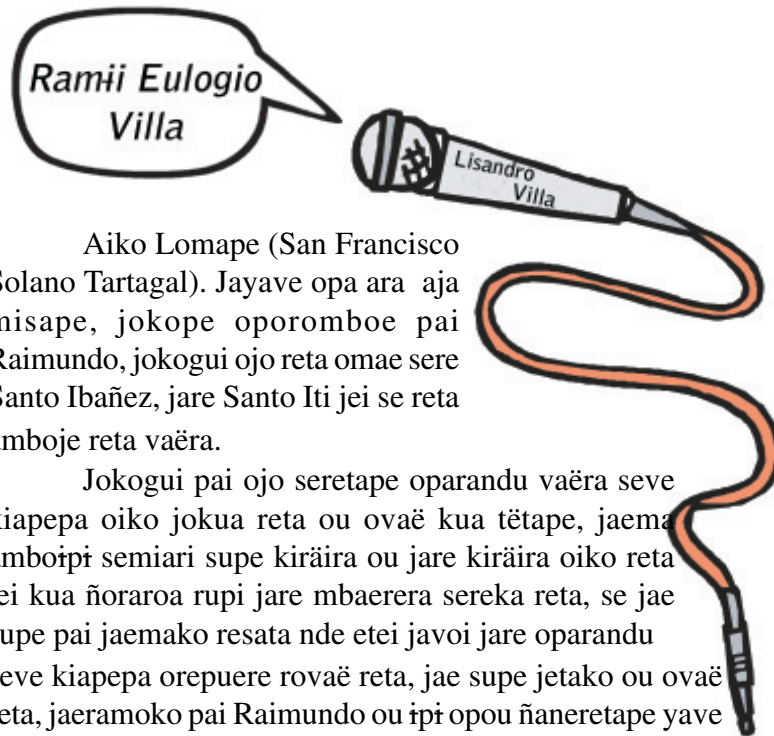 Ramɨi Eulogio
Villa
Lisandro
Villa
Aiko Lomape (San Francisco
Solano Tartagal). Jayave opa ara aja
misape, jokope oporomboe pai
Raimundo, jokogui ojo reta omae sere
Santo Ibañez, jare Santo Iti jei se reta
amboje reta vaëra.
Jokogui pai ojo seretape oparandu vaëra seve
kiapepa oiko jokua reta ou ovaë kua tëtape, jaema
amboɨpɨ semiari supe kiräira ou jare kiräira oiko reta
jei kua ñoraroa rupi jare mbaerera sereka reta, se jae
supe pai jaemako resata nde etei javoi jare oparandu
seve kiapepa orepuere rovaë reta, jae supe jetako ou ovaë
reta, jaeramoko pai Raimundo ou ɨpɨ opou ñaneretape yave